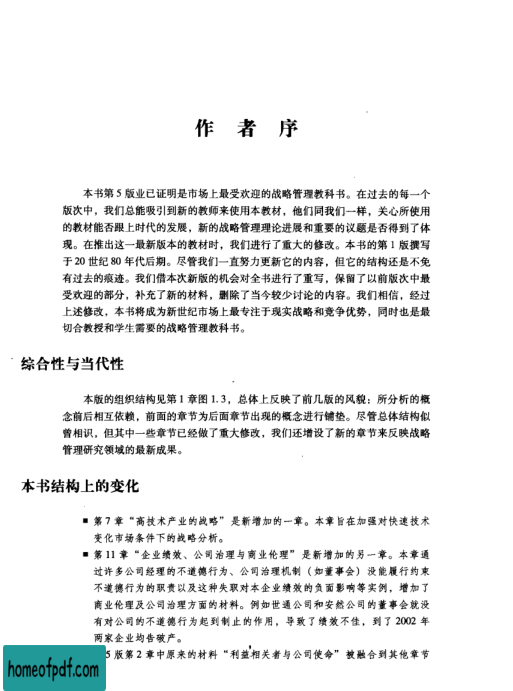 作 者 序
本书第 5 版业已证明是市场上最受欢迎的战略管理教科书。在过去的每一个
版次中，我们总能吸引到新的教师来使用本教材，他们同我们一样，关心所使用
的教材能否跟上时代的发展，新的战略管理理论进展和重要的议题是否得到了体
现。在推出这一最新版本的教材时，我们进行了重大的修改。本书的第 1 版撰写
于 20 世纪 80 年代后期。尽管我们一直努力更新它的内容，但它的结构还是不免
有过去的痕迹。我们借本次新版的机会对全书进行了重写，保留了以前版次中最
受欢迎的部分，补充了新的材料，删除了当今较少讨论的内容。我们相信，经过
上述修改，本书将成为新世纪市场上最专注于现实战略和竞争优势，同时也是最
切合教授和学生需要的战略管理教科书。
综合性与当代性
本版的组织结构见第 1 章图 1.3，总体上反映了前几版的风貌：所分析的概
念前后相互依赖，前面的章节为后面章节出现的概念进行铺垫。尽管总体结构似
曾相识，但其中一些章节已经做了重大修改，我们还增设了新的章节来反映战略
管理研究领域的最新成果。
本书结构上的变化
■ 第 7 章“高技术产业的战略”是新增加的一章。本章旨在加强对快速技术
变化市场条件下的战略分析。
■ 第 11 章“企业绩效、公司治理与商业伦理”是新增加的另一章。本章通
过许多公司经理的不道德行为、公司治理机制（如董事会）没能履行约束
不道德行为的职责以及这种失职对本企业绩效的负面影响等实例，增加了
商业伦理及公司治理方面的材料。例如世通公司和安然公司的董事会就没
有对公司的不道德行为起到制止的作用，导致了绩效不佳，到了 2002 年
两家企业均告破产。
5 版第 2 章中原来的材料“利益相关者与公司使命”被融合到其他章节
homeofpdf.com